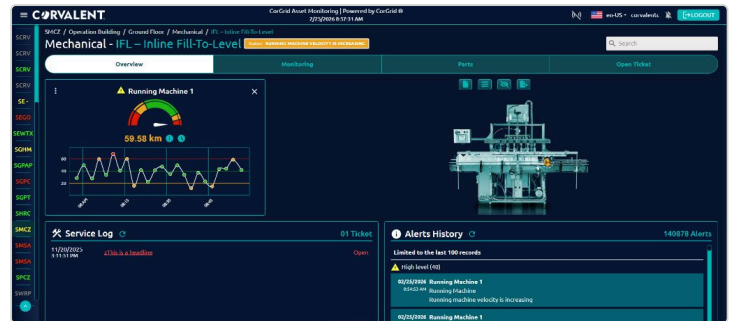 CORVALENT
CorGrid Asset Monitoring | Powered by CorGrid ®
2/25/2026 8:57:31 AM
en-US
corvalents
LOGOUT
SCRV
SCRV
SCRV
SCRV
SE-
SEGO
SEWTX
SGHM
SGPAP
SGPC
SGPT
SHRC
SMCZ
SMSA
SMSA
SPCZ
SWRP
SMCZ / Operation Building / Ground Floor / Mechanical / IFL – Inline Fill-To-Level
Mechanical - IFL – Inline Fill-To-Level
RUNNING MACHINE VELOCITY IS INCREASING
Search
Overview
Monitoring
Parts
Open Ticket
Running Machine 1
59.58 km
60
40
20
Service Log
01 Ticket
11/20/2025
3:11:51 PM
This is a headline
Open
Alerts History
140878 Alerts
Limited to the last 100 records
High level (40)
02/25/2026 Running Machine 1
8:54:53 AM Running Machine
Running machine velocity is increasing
02/25/2026 Running Machine 1